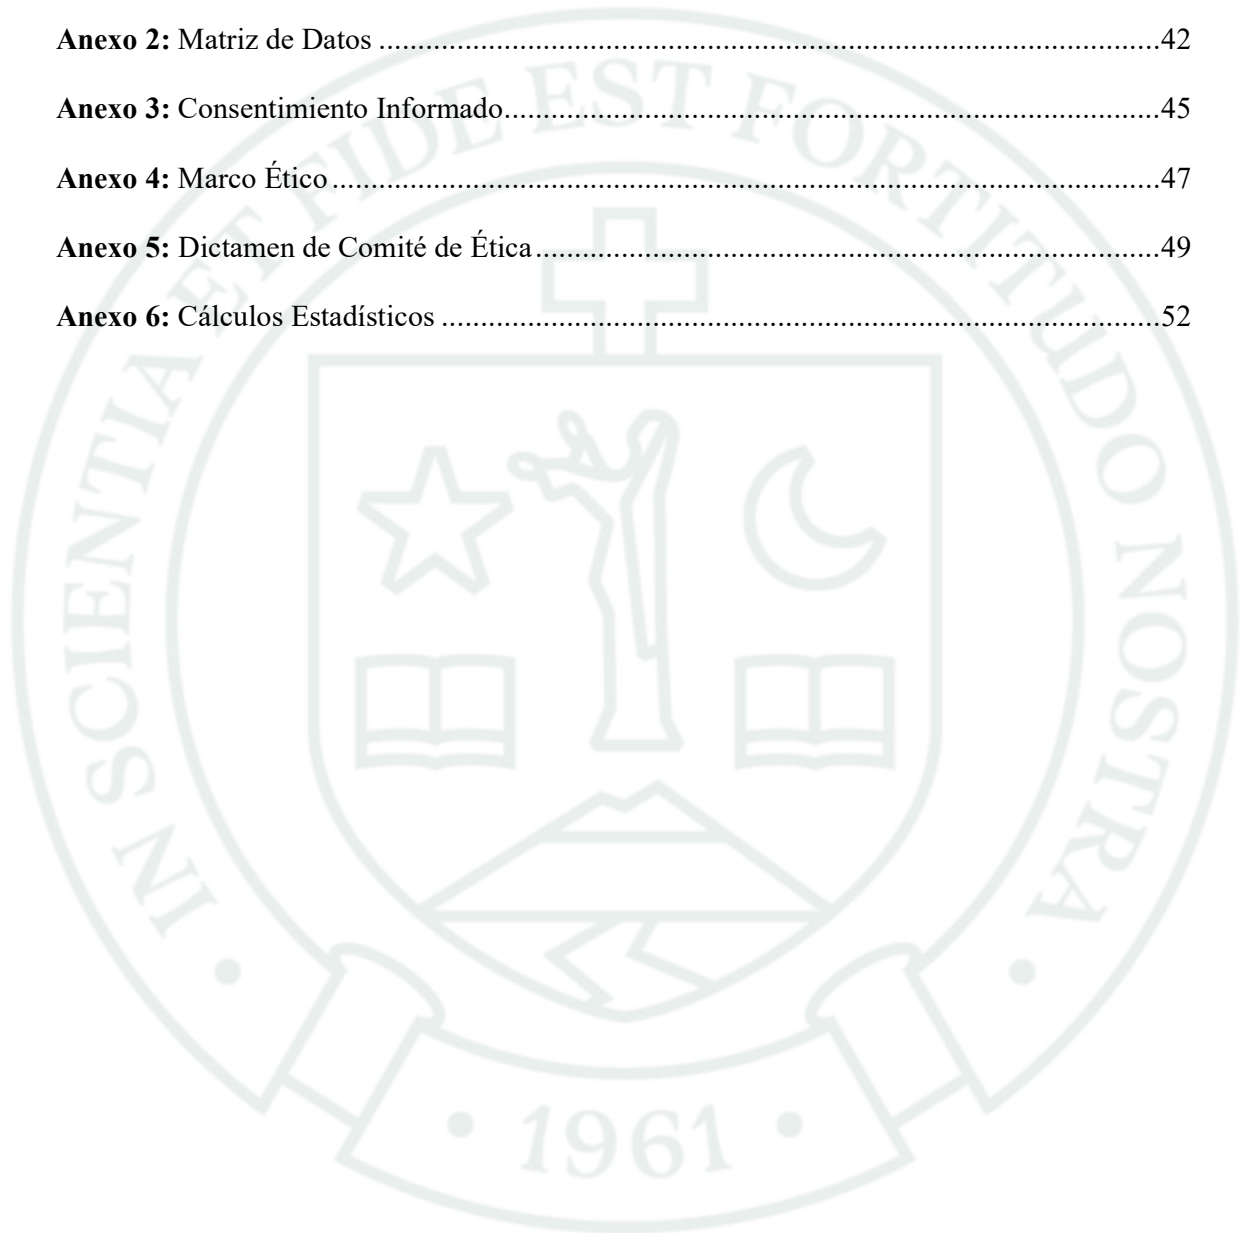 Anexo 2: Matriz de Datos ..........................................................................................................42
Anexo 3: Consentimiento Informado.........................................................................................45
Anexo 4: Marco Ético................................................................................................................47
Anexo 5: Dictamen de Comité de Ética.....................................................................................49
Anexo 6: Cálculos Estadísticos .................................................................................................52
IN SCIENTIA ET FIDE EST FORTITUDO NOSTRA
• 1961 •